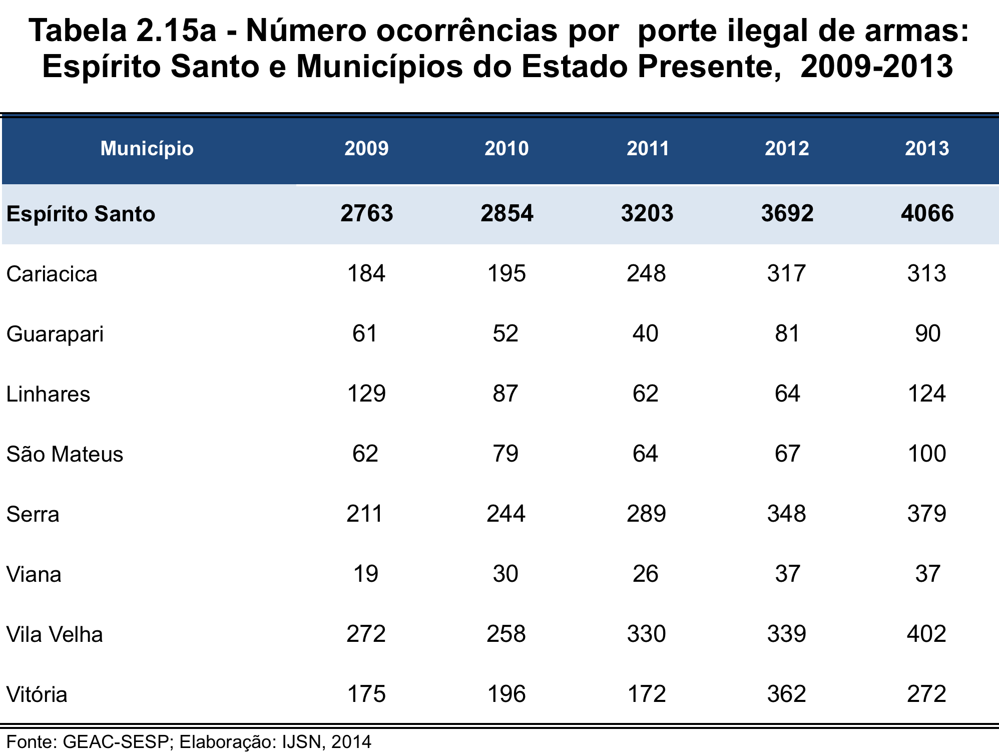 Tabela 2.15a - Número ocorrências por  porte ilegal de armas:
Espírito Santo e Municípios do Estado Presente,  2009-2013
Município 2009 2010 2011 2012 2013
Espírito Santo 2763 2854 3203 3692 4066
Cariacica 184 195 248 317 313
Guarapari 61 52 40 81 90
Linhares 129 87 62 64 124
São Mateus 62 79 64 67 100
Serra 211 244 289 348 379
Viana 19 30 26 37 37
Vila Velha 272 258 330 339 402
Vitória 175 196 172 362 272
Fonte: GEAC-SESP; Elaboração: IJSN, 2014